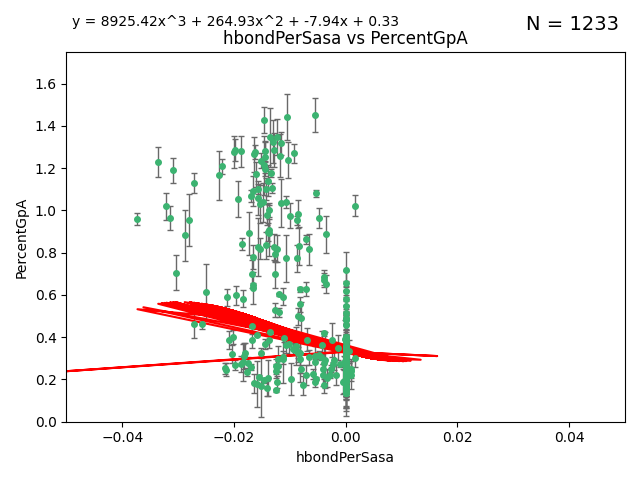 y = 8925.42x^3 + 264.93x^2 + -7.94x + 0.33
N = 1233
hbondPerSasa vs PercentGpA
PercentGpA
1.6
1.4
1.2
1.0
0.8
0.6
0.4
0.2
0.0
−0.04
−0.02
0.00
0.02
0.04
hbondPerSasa